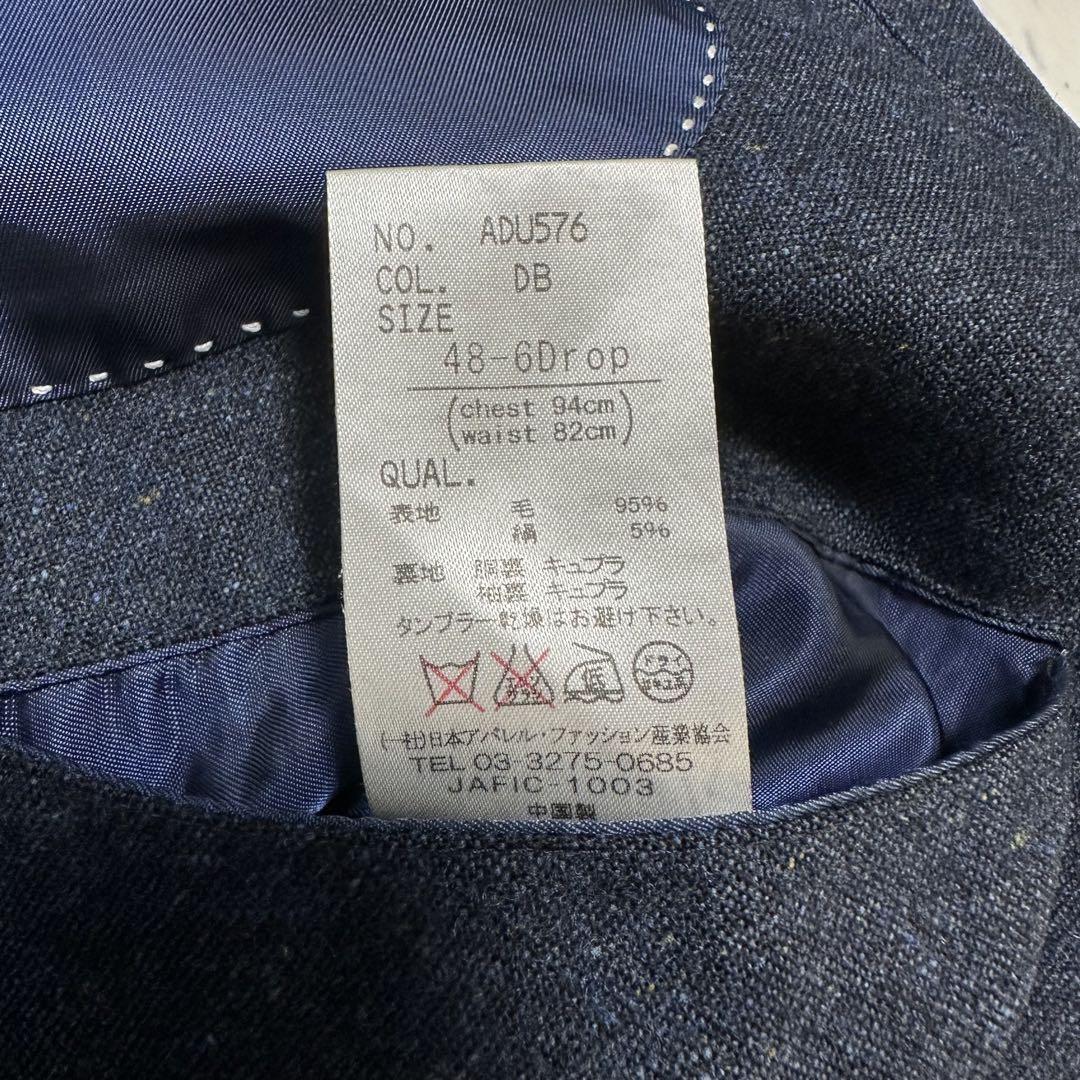 NO. ADU576
COL. DB
SIZE
48-6Drop
(chest 94cm
waist 82cm)
QUAL.
表地 毛 95%
絹 5%
裏地 胴裏 キュプラ
袖裏 キュプラ
タンブラー乾燥はお避け下さい。
(一社)日本アパレル・ファッション産業協会
TEL 03-3275-0685
JAFIC-1003
中国製